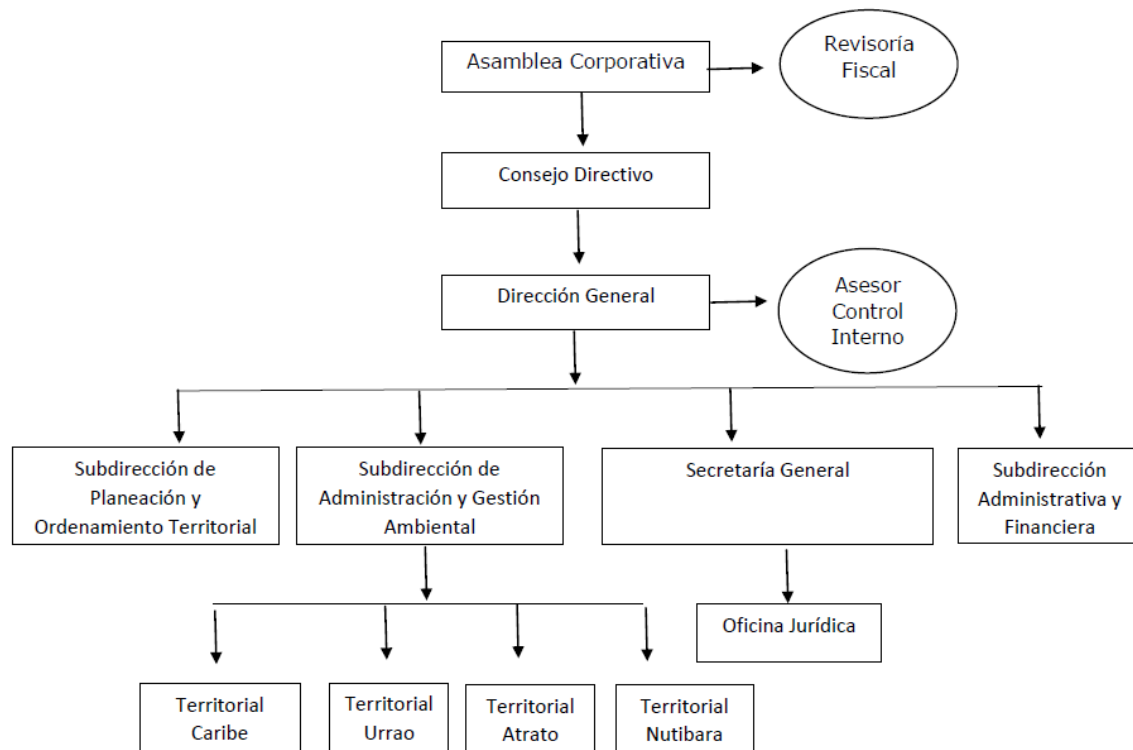 Asamblea Corporativa
Revisoría
Fiscal
Consejo Directivo
Dirección General
Asesor
Control
Interno
Subdirección de
Planeación y
Ordenamiento Territorial
Subdirección de
Administración y Gestión
Ambiental
Secretaría General
Subdirección
Administrativa y
Financiera
Oficina Jurídica
Territorial
Caribe
Territorial
Urrao
Territorial
Atrato
Territorial
Nutibara